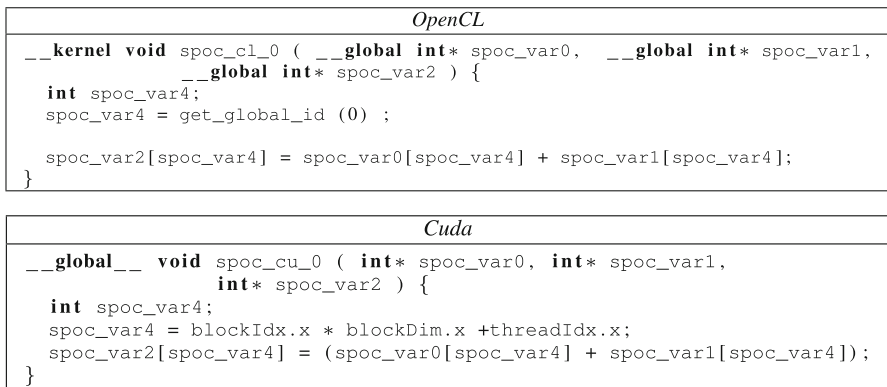 OpenCL
__kernel void spoc_cl_0 ( __global int* spoc_var0, __global int* spoc_var1,
__global int* spoc_var2 ) {
int spoc_var4;
spoc_var4 = get_global_id (0) ;
spoc_var2[spoc_var4] = spoc_var0[spoc_var4] + spoc_var1[spoc_var4];
}
Cuda
__global__ void spoc_cu_0 ( int* spoc_var0, int* spoc_var1,
int* spoc_var2 ) {
int spoc_var4;
spoc_var4 = blockIdx.x * blockDim.x +threadIdx.x;
spoc_var2[spoc_var4] = (spoc_var0[spoc_var4] + spoc_var1[spoc_var4]);
}